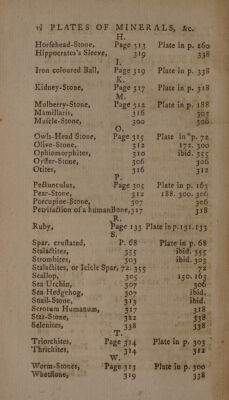 vi PLATES OF MINERALS, &c.
H.
Horsehead-Stone, Page 313 Plate in p. 260
Hippocrates's Sleeve, 319 338
I.
Iron coloured Ball, Page 319 Plate in p. 338
K.
Kidney-Stone, Page 317 Plate in p. 318
M.
Mulberry-Stone, Page 312 Plate in p. 188
Mamillaris, 316 303
Muscle-Stone, 300 300
O.
Owls-Head Stone, Page 315 Plate in p. 72
Olive-Stone, 312 172. 300
Ophiomorphites, 310 ibid. 355
Oyster-Stone, 306 306
Otites, 316 312
P.
Pectunculus, Page 305 Plate in p. 165
Pear-Stone, 312 188. 300. 306
Porcupine-Stone, 307 306
Petrifaction of a human Bone, 317 318
R.
Ruby, Page 133 Plate in p. 131. 133
S.
Spar, crustated, P. 68 Plate in p. 68
Stalactites, 355 ibid. 355
Strombites, 303 ibid. 303
Stalactites, or Icicle Spar, 72. 355 72
Scallop, 305 150. 165
Sea Urchin, 307 306
Sea Hedgehog, 307 ibid.
Snail-Stone, 313 ibid.
Scrotum Humanum, 317 318
Star-Stone, 322 338
Selenites, 338 338
T.
Triorchites, Page 314 Plate in p. 303
Thrichites, 314 312
W.
Worm-Stones, Page 313 Plate in p. 300
Whetstone, 319 338